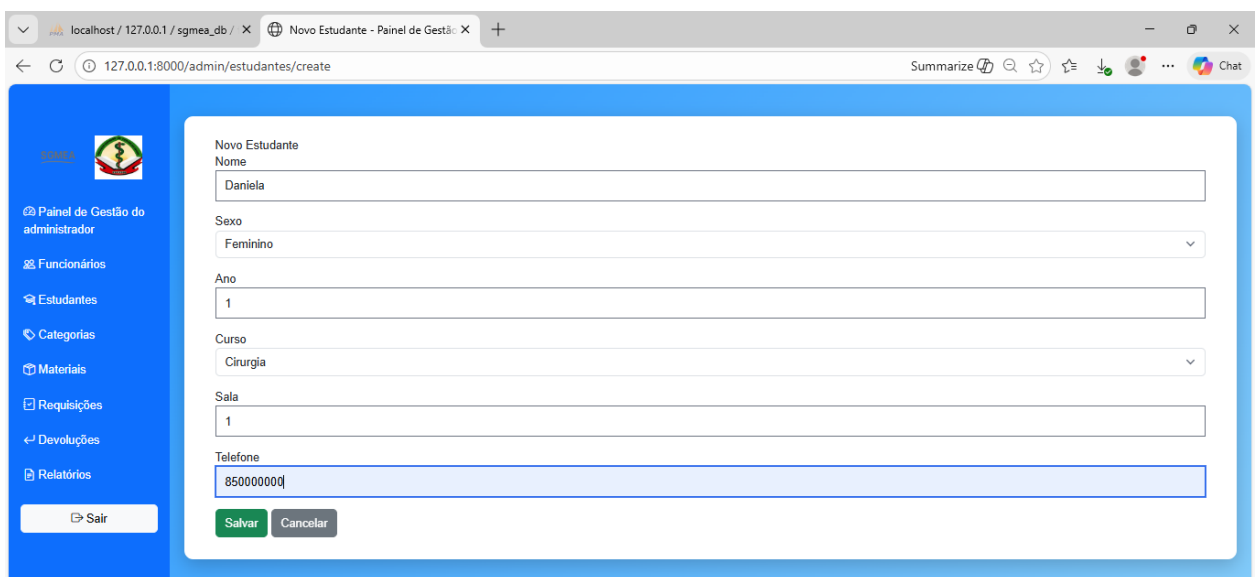 localhost / 127.0.0.1 / sgmea_db /
Novo Estudante - Painel de Gestão
127.0.0.1:8000/admin/estudantes/create
Summarize
Chat
SGMEA
Painel de Gestão do
administrador
Funcionários
Estudantes
Categorias
Materiais
Requisições
Devoluções
Relatórios
Sair
Novo Estudante
Nome
Daniela
Sexo
Feminino
Ano
1
Curso
Cirurgia
Sala
1
Telefone
850000000
Salvar
Cancelar